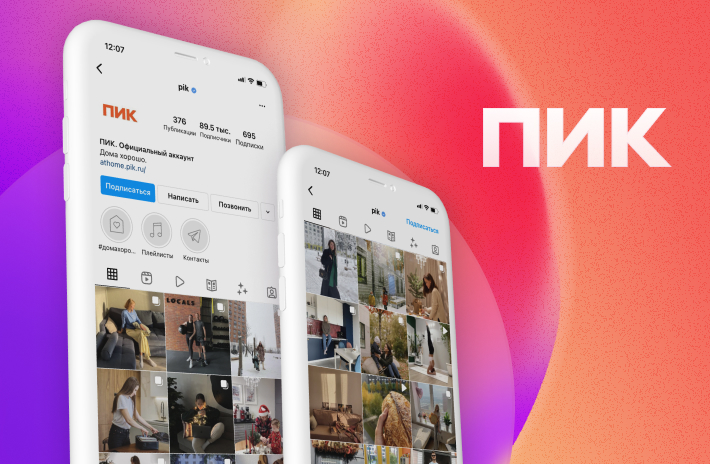 12:07
pik
ПИК
376
89.5 тыс.
695
Публикации
Подписчики
Подписки
ПИК. Официальный аккаунт
Дома хорошо.
athome.pik.ru/
Подписаться
Написать
Позвонить
#домахоро...
Плейлисты
Контакты
LOCALS
12:07
pik
Подписаться
ПИК